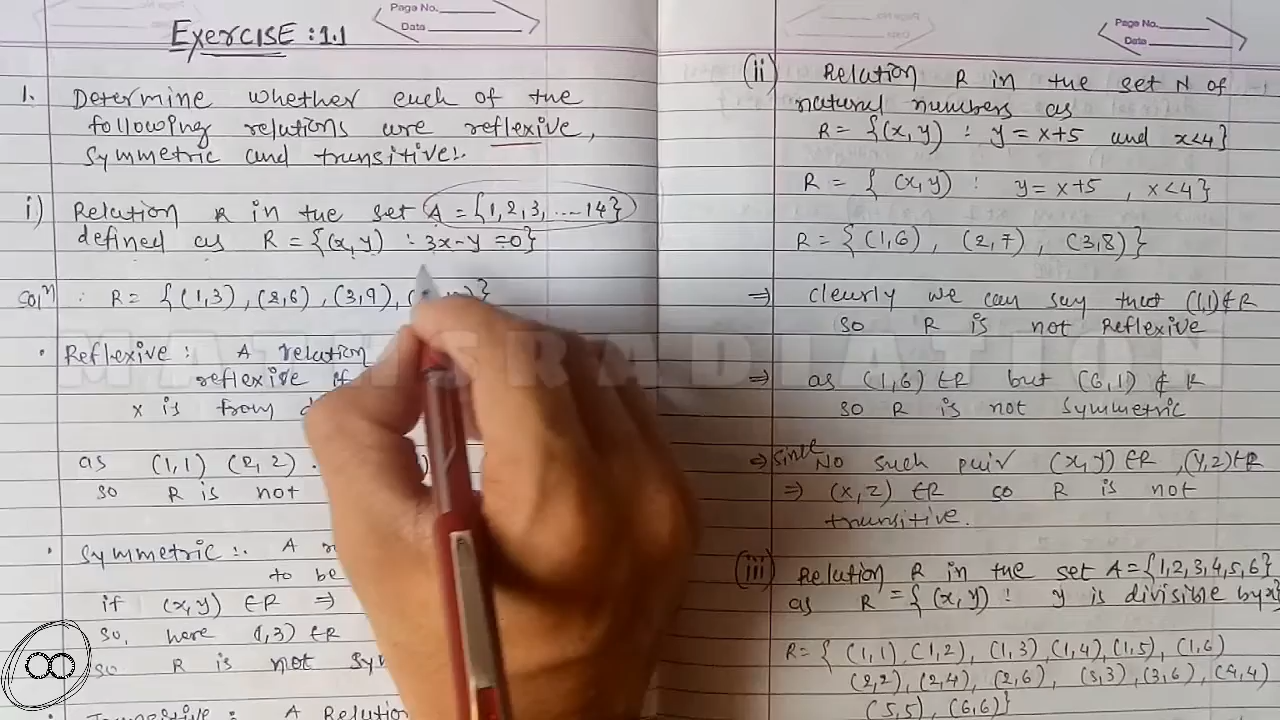 Page No.
Data
Exercise : 1.1
1. Determine whether each of the
following relations are reflexive,
symmetric and transitive:.
i) Relation R in the set A = {1,2,3, ....14}
defined as R = {(x,y) : 3x-y =0}
Solⁿ : R = {(1,3), (2,6), (3,9), (
Reflexive : A relation
reflexive if
x is from
as (1,1) (2,2) .
so R is not
Symmetric :. A
to be
if (x,y) ∈R ⇒
so, here (1,3) ∈R
so R is not
Transitive : A Relation
Page No.
Data
(ii) Relation R in the set N of
natural numbers as
R = {(x,y) : y = x+5 and x<4}
R = { (x,y) : y = x+5 , x<4}
R = { (1,6) , (2,7) , (3,8)}
⇒ clearly we can say that (1,1)∉R
so R is not Reflexive
⇒ as (1,6) ∈R but (6,1) ∉ R
so R is not symmetric
⇒ since No such pair (x,y) ∈R , (y,z)∈R
⇒ (x,z) ∈R so R is not
transitive.
(iii) Relation R in the set A = {1,2,3,4,5,6}
as R = { (x,y) : y is divisible by x}
R = { (1,1) (1,2), (1,3), (1,4), (1,5), (1,6)
(2,2), (2,4), (2,6), (3,3), (3,6), (4,4)
(5,5), (6,6)}
MATHS RADIATION